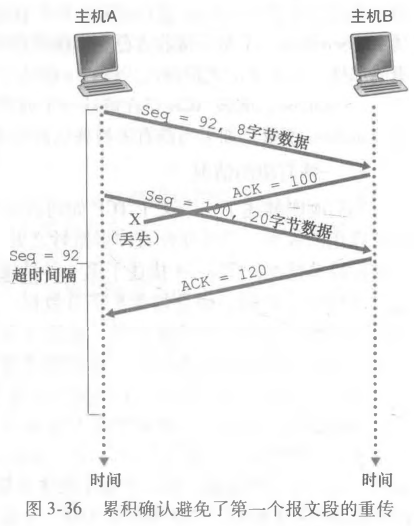 主机A
主机B
Seq = 92, 8字节数据
ACK = 100
Seq = 100, 20字节数据
X
(丢失)
Seq = 92
超时间隔
ACK = 120
时间
时间
图 3-36 累积确认避免了第一个报文段的重传